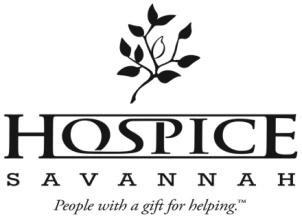 HOSPICE
SAVANNAH
People with a gift for helping.™